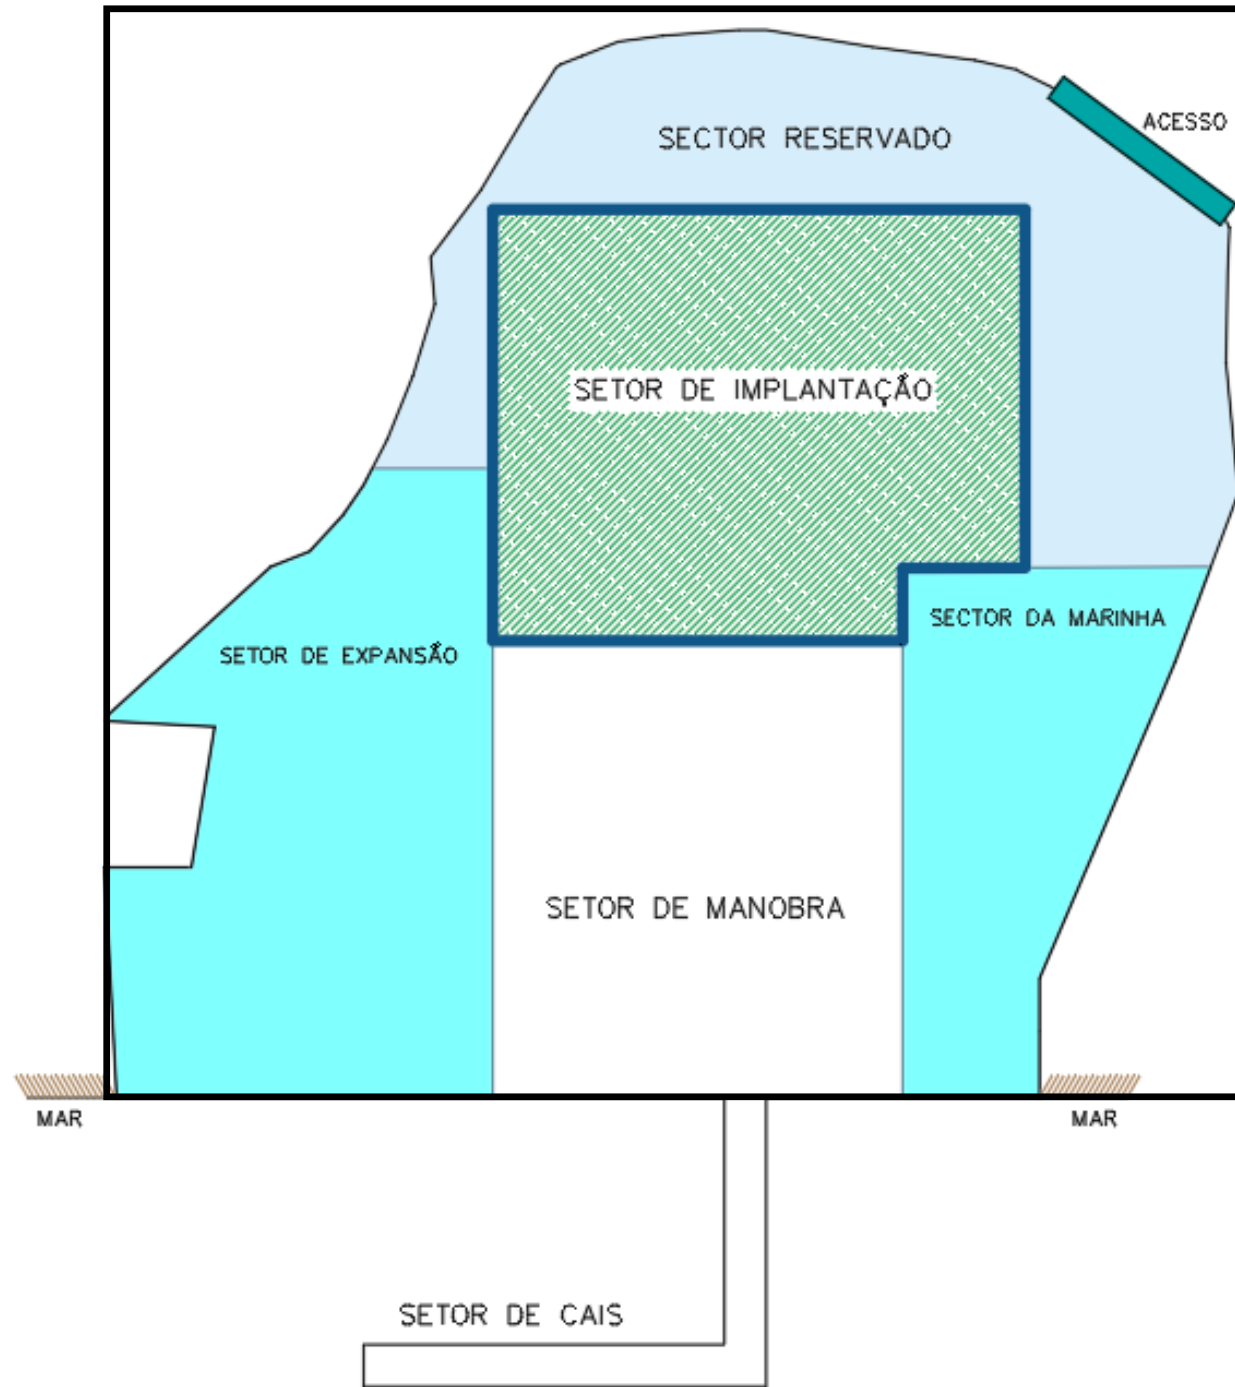 ACESSO
SECTOR RESERVADO
SETOR DE IMPLANTAÇÃO
SECTOR DA MARINHA
SETOR DE EXPANSÃO
SETOR DE MANOBRA
MAR
MAR
SETOR DE CAIS